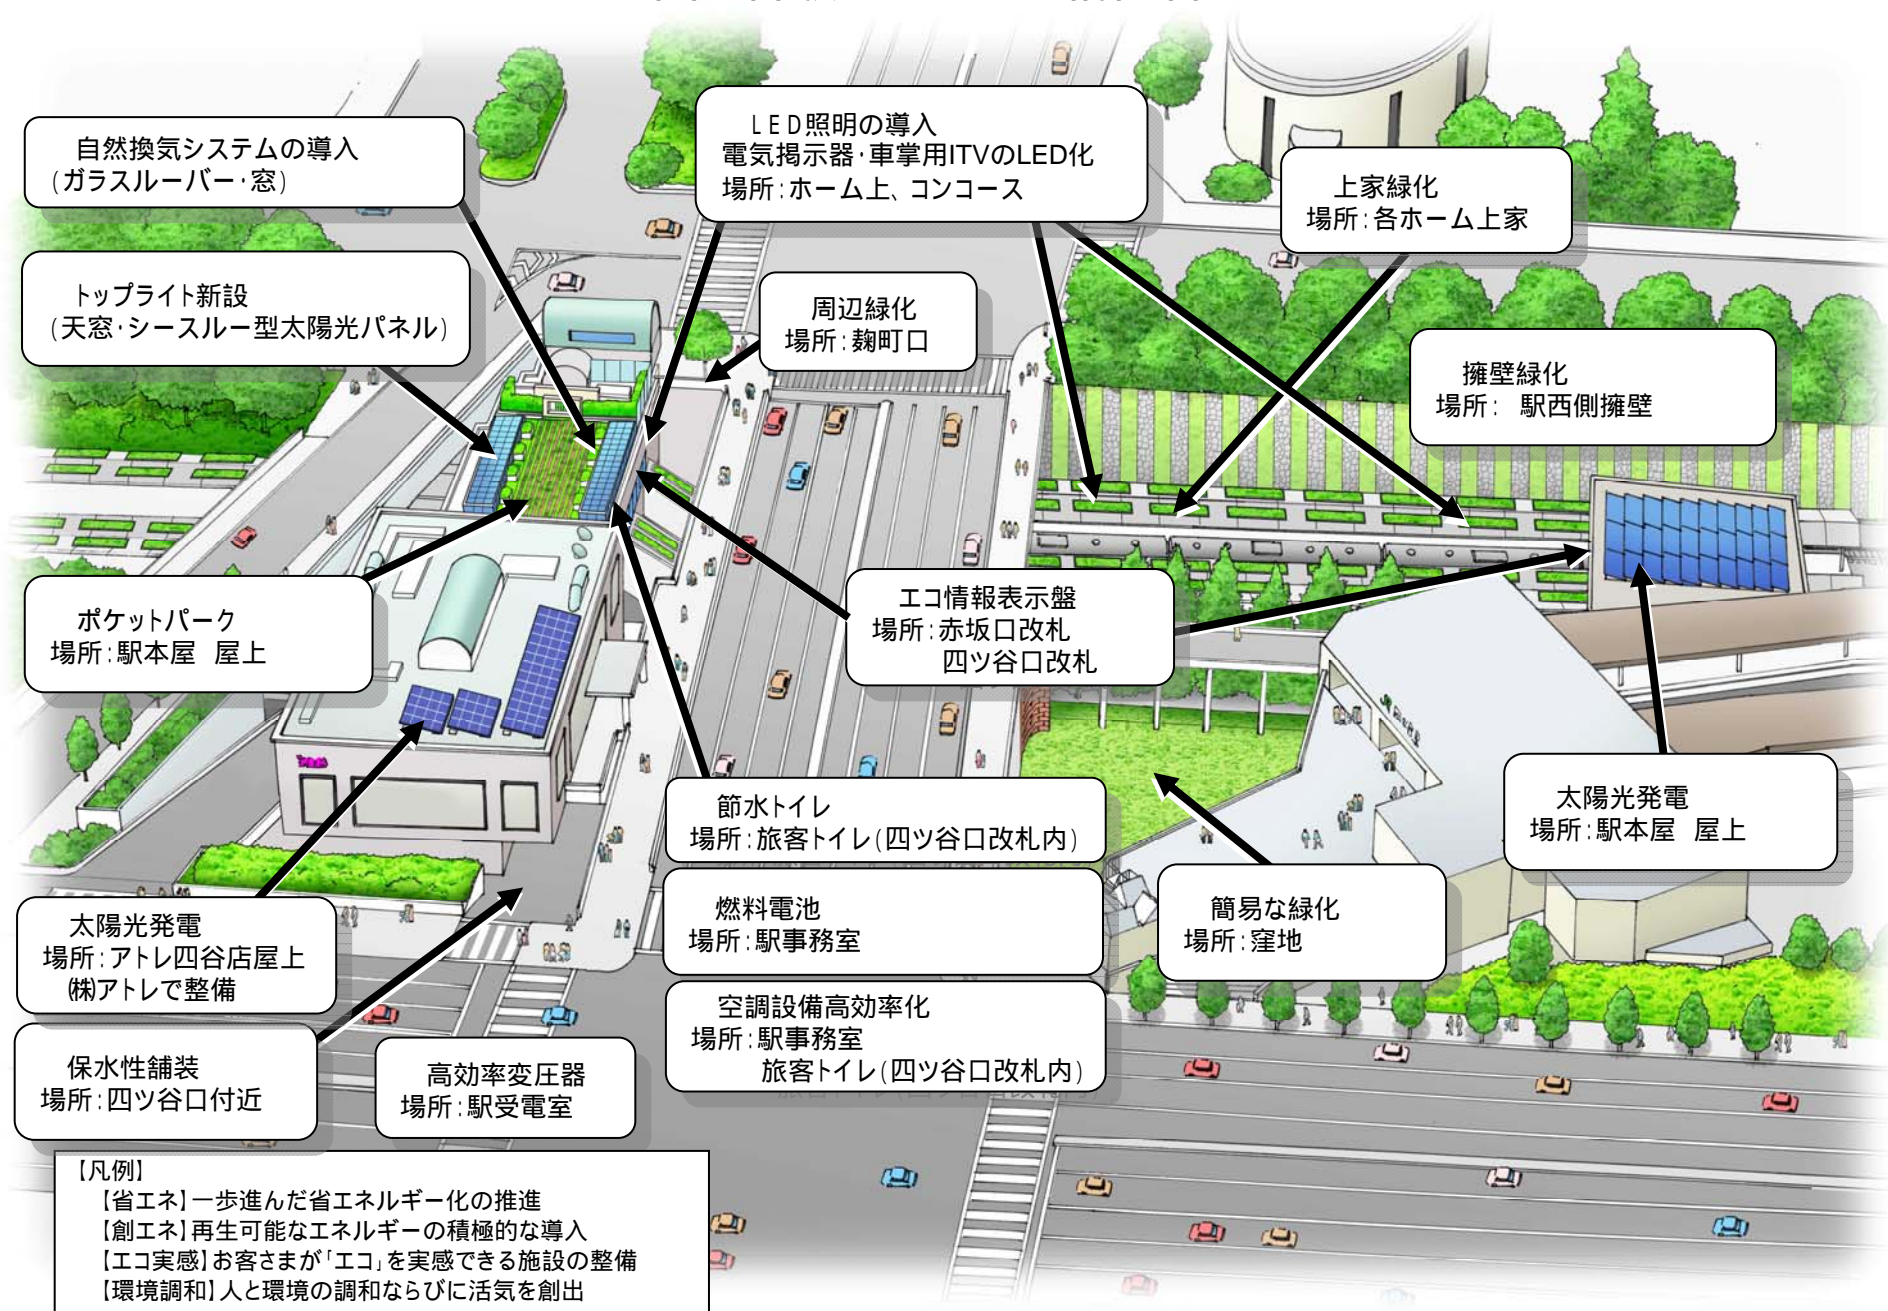 自然換気システムの導入
(ガラスルーバー・窓)
LED照明の導入
電気掲示器・車掌用ITVのLED化
場所:ホーム上、コンコース
上家緑化
場所:各ホーム上家
トップライト新設
(天窓・シースルー型太陽光パネル)
周辺緑化
場所:麹町口
擁壁緑化
場所: 駅西側擁壁
ポケットパーク
場所:駅本屋 屋上
エコ情報表示盤
場所:赤坂口改札
四ツ谷口改札
節水トイレ
場所:旅客トイレ(四ツ谷口改札内)
太陽光発電
場所:駅本屋 屋上
燃料電池
場所:駅事務室
簡易な緑化
場所:窪地
太陽光発電
場所:アトレ四谷店屋上
㈱アトレで整備
空調設備高効率化
場所:駅事務室
旅客トイレ(四ツ谷口改札内)
保水性舗装
場所:四ツ谷口付近
高効率変圧器
場所:駅受電室
【凡例】
【省エネ】一歩進んだ省エネルギー化の推進
【創エネ】再生可能なエネルギーの積極的な導入
【エコ実感】お客さまが「エコ」を実感できる施設の整備
【環境調和】人と環境の調和ならびに活気を創出